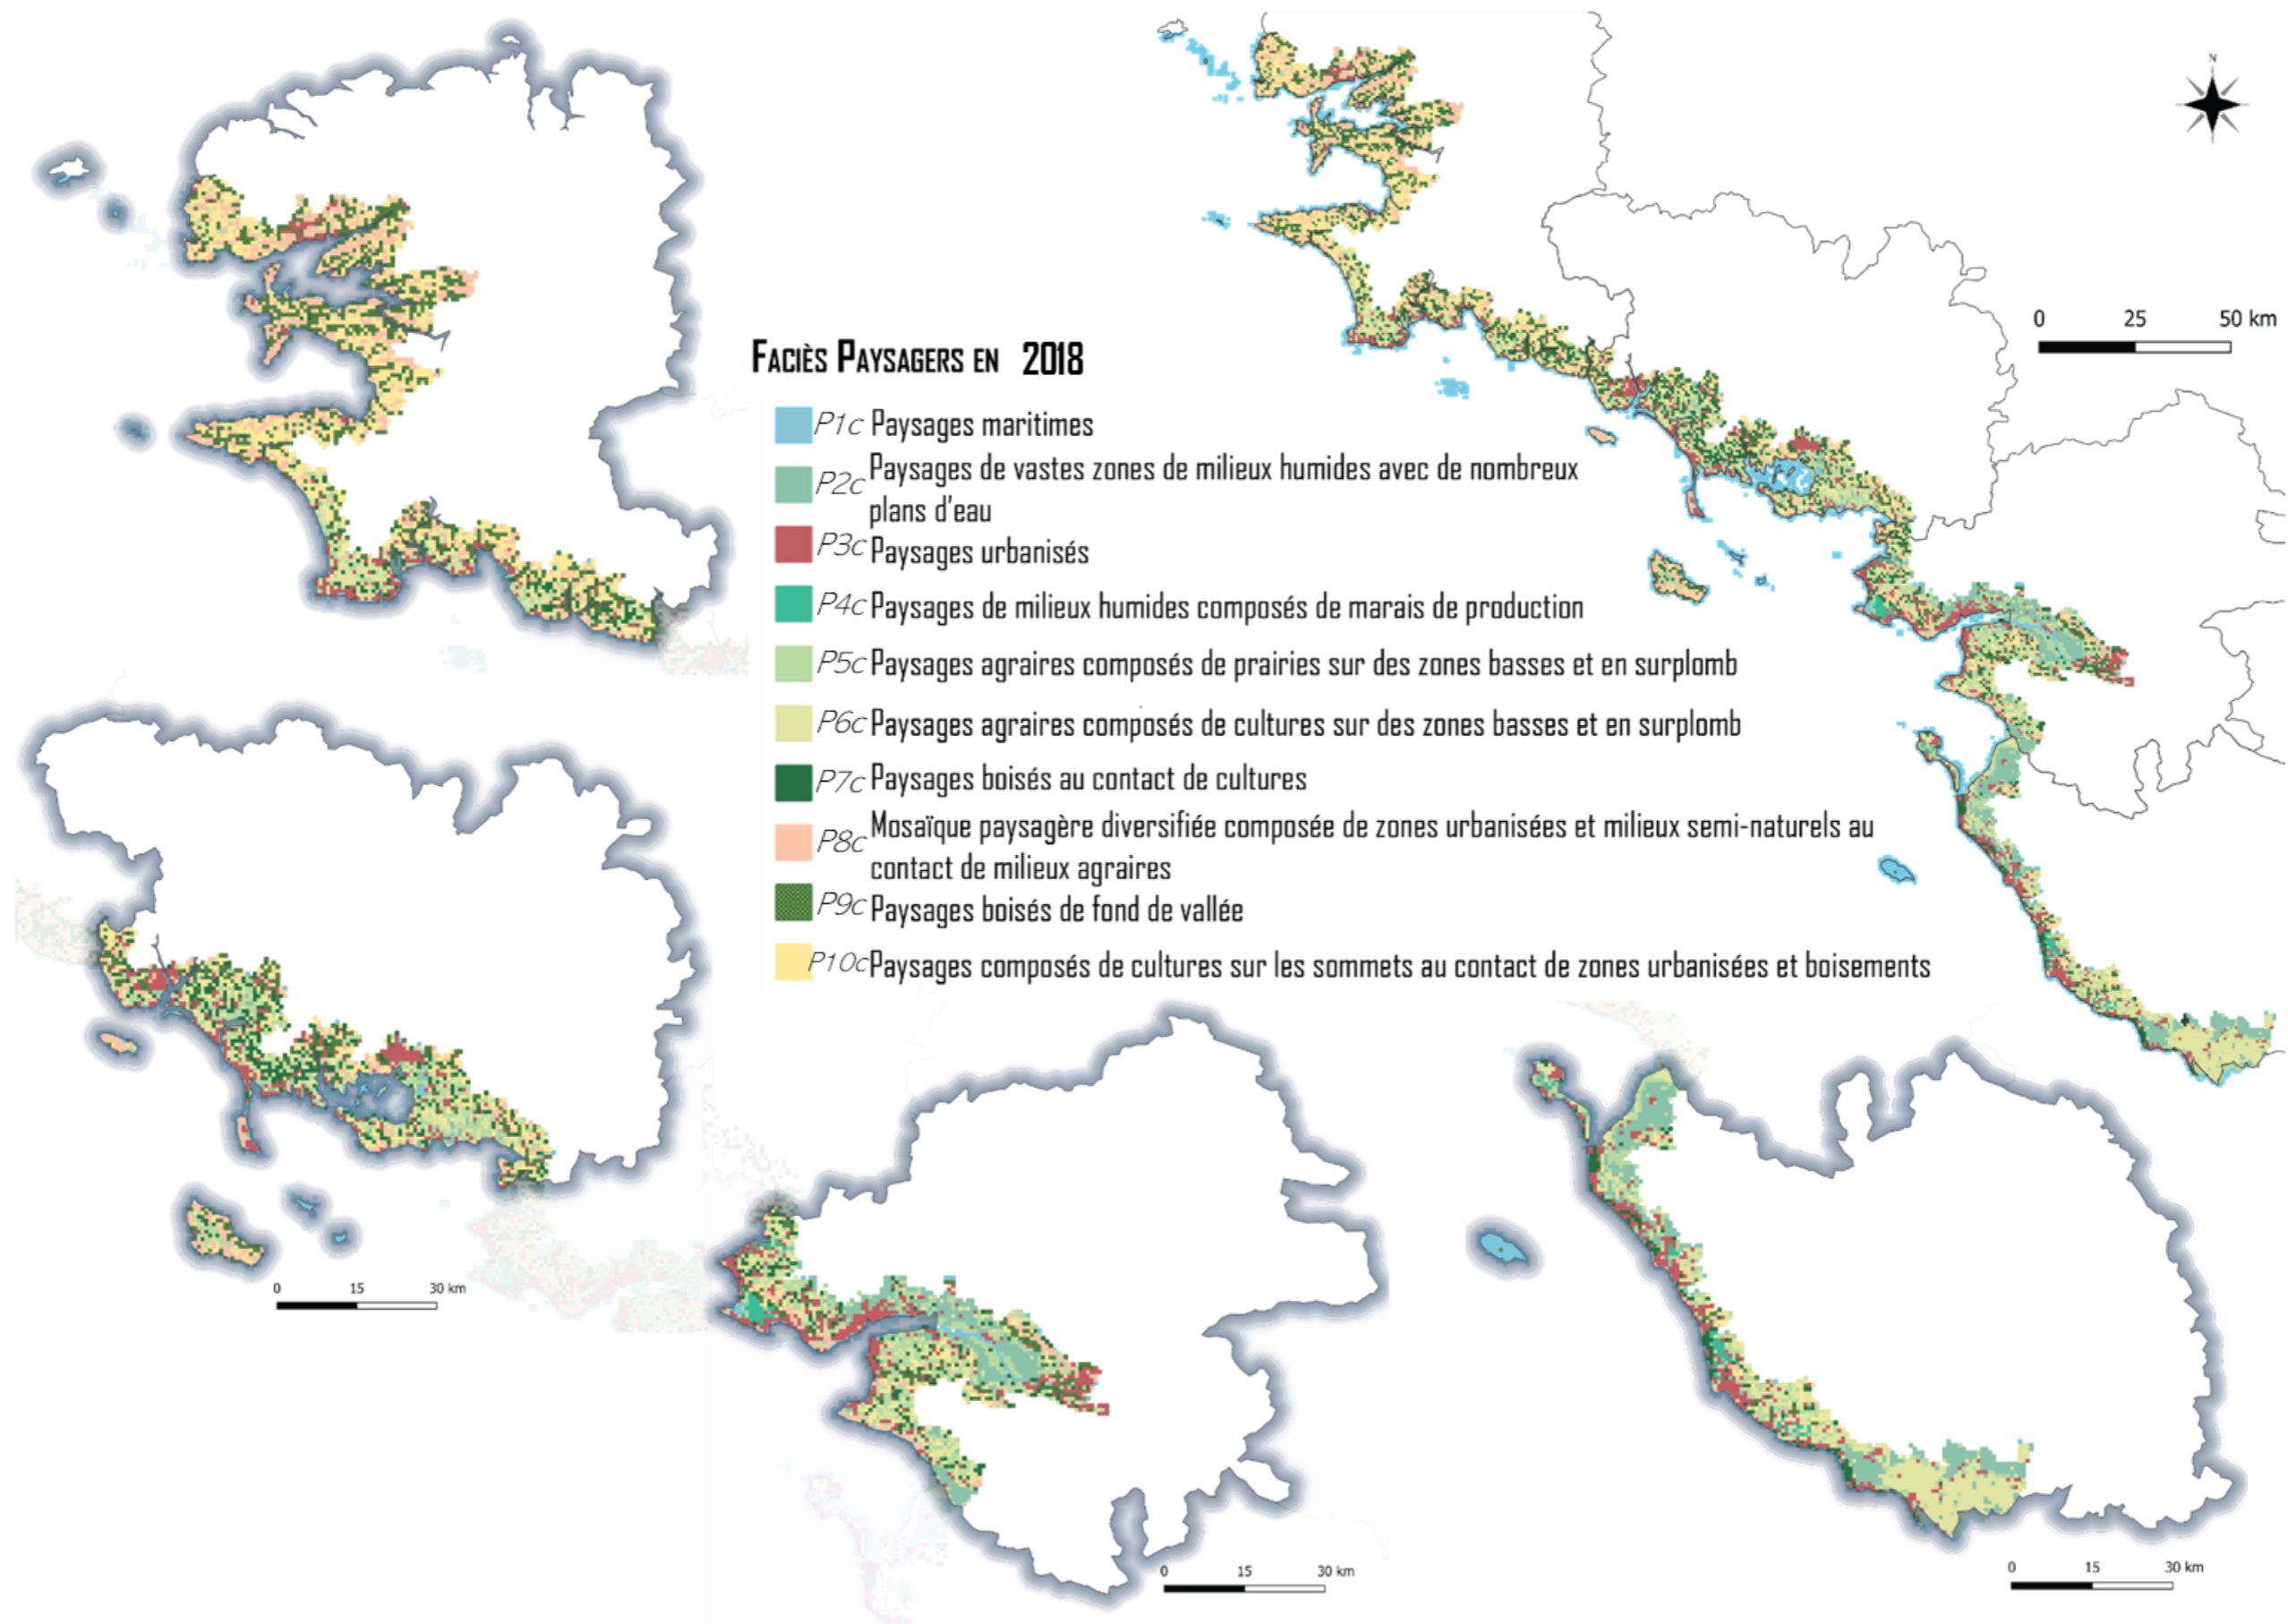 N
0 25 50 km
FACIÈS PAYSAGERS EN 2018
P1c Paysages maritimes
P2c Paysages de vastes zones de milieux humides avec de nombreux
plans d'eau
P3c Paysages urbanisés
P4c Paysages de milieux humides composés de marais de production
P5c Paysages agraires composés de prairies sur des zones basses et en surplomb
P6c Paysages agraires composés de cultures sur des zones basses et en surplomb
P7c Paysages boisés au contact de cultures
P8c Mosaïque paysagère diversifiée composée de zones urbanisées et milieux semi-naturels au
contact de milieux agraires
P9c Paysages boisés de fond de vallée
P10c Paysages composés de cultures sur les sommets au contact de zones urbanisées et boisements
0 15 30 km
0 15 30 km
0 15 30 km